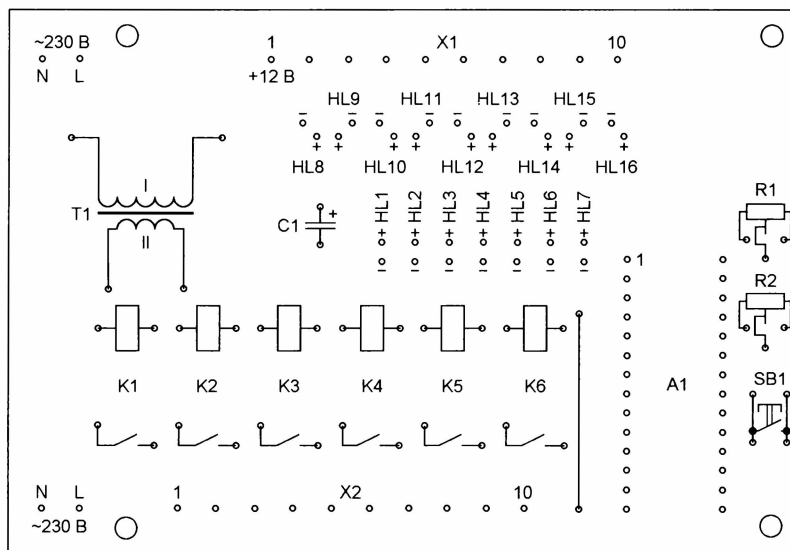 ~230 В 1 X1 10
N L +12 В
HL9 HL11 HL13 HL15
− − − − − − − − −
+ + + + + + + + +
HL8 HL10 HL12 HL14 HL16
I
T1
II
C1 +
+ HL1 + HL2 + HL3 + HL4 + HL5 + HL6 + HL7
− − − − − − −
R1
1
R2
K1 K2 K3 K4 K5 K6 A1 SB1
N L 1 X2 10
~230 В